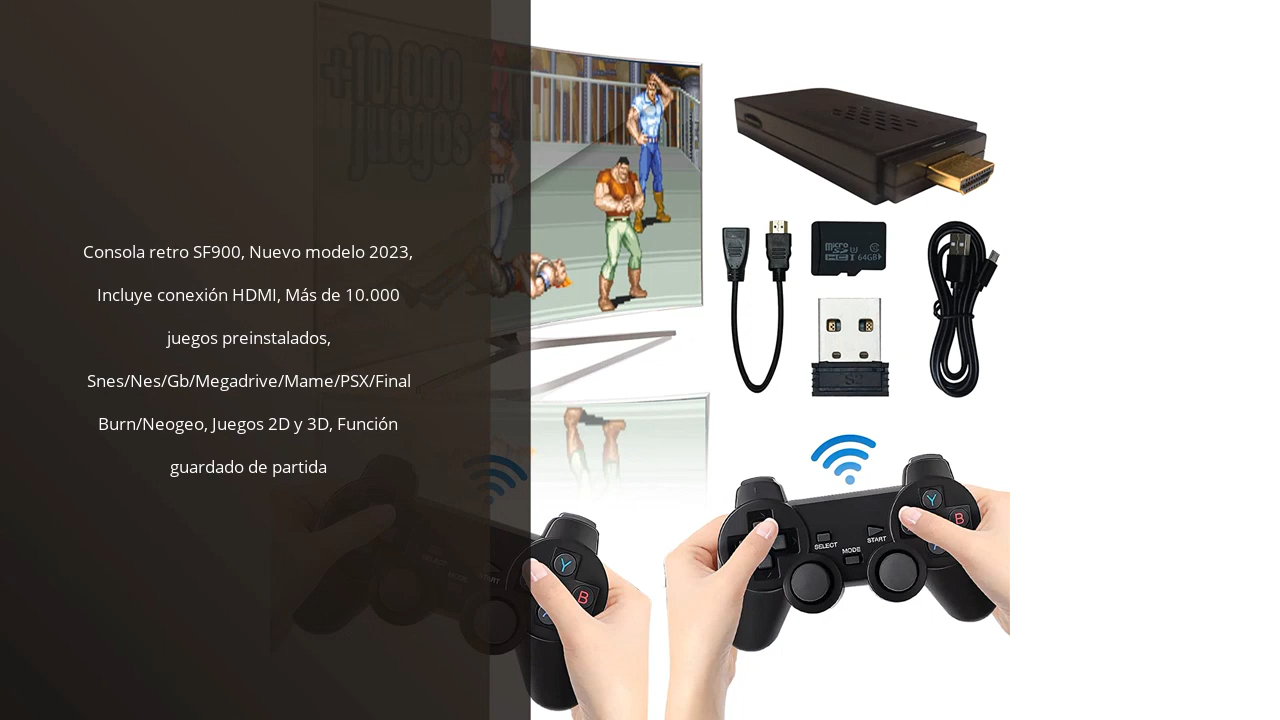 +10.000
juegos
Consola retro SF900, Nuevo modelo 2023,
Incluye conexión HDMI, Más de 10.000
juegos preinstalados,
Snes/Nes/Gb/Megadrive/Mame/PSX/Final
Burn/Neogeo, Juegos 2D y 3D, Función
guardado de partida
micro
SD U1
HC I 64GB
S2
SELECT
MODE
START
Y
B
Y
B